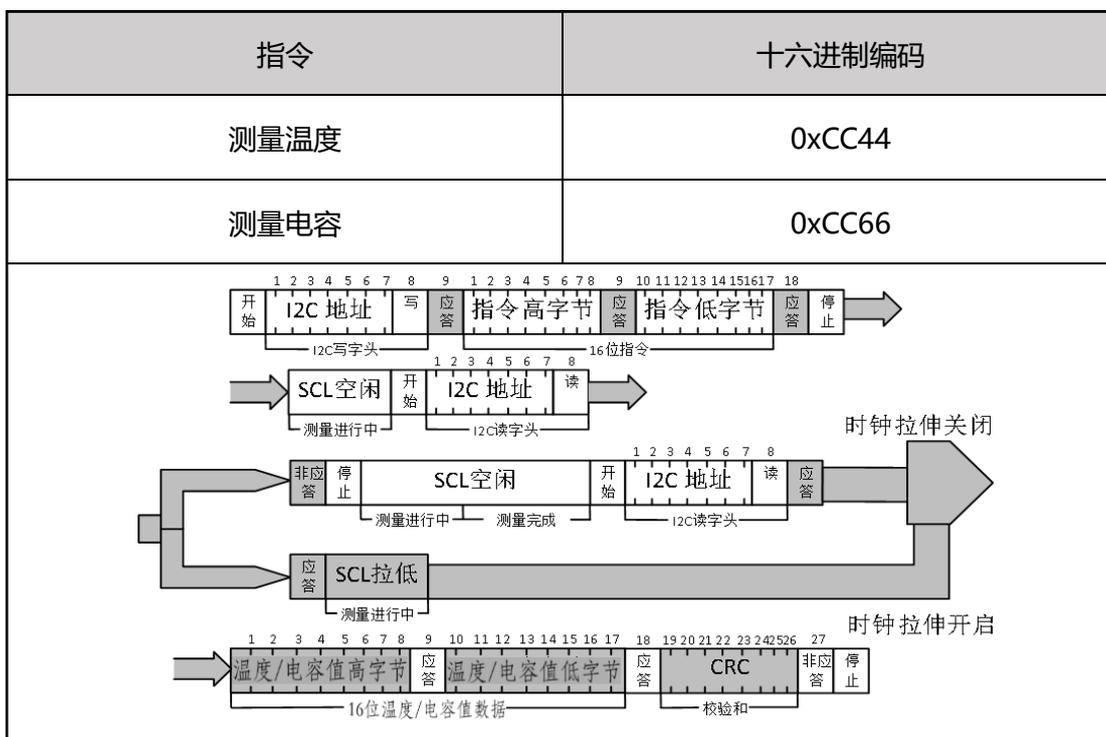 指令 十六进制编码
测量温度 0xCC44
测量电容 0xCC66
1 2 3 4 5 6 7 8 9 1 2 3 4 5 6 7 8 9 10 11 12 13 14 15 16 17 18
开始 I2C 地址 写 应答 指令高字节 应答 指令低字节 应答 停止
I2C写字头 16位指令
1 2 3 4 5 6 7 8
SCL空闲 开始 I2C 地址 读
测量进行中 I2C读字头
时钟拉伸关闭
1 2 3 4 5 6 7 8
非应答 停止 SCL空闲 开始 I2C 地址 读 应答
测量进行中 测量完成 I2C读字头
应答 SCL拉低
测量进行中
时钟拉伸开启
1 2 3 4 5 6 7 8 9 10 11 12 13 14 15 16 17 18 19 20 21 22 23 24 25 26 27
温度/电容值高字节 应答 温度/电容值低字节 应答 CRC 非应答 停止
16位温度/电容值数据 校验和